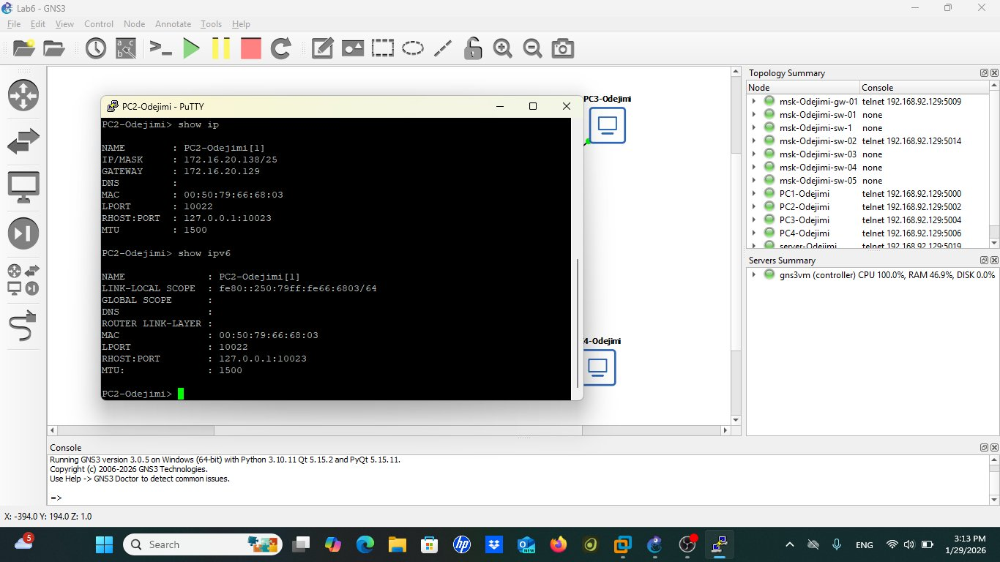 Lab6 - GNS3
File Edit View Control Node Annotate Tools Help
PC3-Odejimi
PC2-Odejimi - PuTTY
PC2-Odejimi> show ip
NAME : PC2-Odejimi[1]
IP/MASK : 172.16.20.138/25
GATEWAY : 172.16.20.129
DNS :
MAC : 00:50:79:66:68:03
LPORT : 10022
RHOST:PORT : 127.0.0.1:10023
MTU : 1500
PC2-Odejimi> show ipv6
NAME : PC2-Odejimi[1]
LINK-LOCAL SCOPE : fe80::250:79ff:fe66:6803/64
GLOBAL SCOPE :
DNS :
ROUTER LINK-LAYER :
MAC : 00:50:79:66:68:03
LPORT : 10022
RHOST:PORT : 127.0.0.1:10023
MTU: : 1500
PC2-Odejimi>
4-Odejimi
Topology Summary
Node Console
msk-Odejimi-gw-01 telnet 192.168.92.129:5009
msk-Odejimi-sw-01 none
msk-Odejimi-sw-1 none
msk-Odejimi-sw-02 telnet 192.168.92.129:5014
msk-Odejimi-sw-03 none
msk-Odejimi-sw-04 none
msk-Odejimi-sw-05 none
PC1-Odejimi telnet 192.168.92.129:5000
PC2-Odejimi telnet 192.168.92.129:5002
PC3-Odejimi telnet 192.168.92.129:5004
PC4-Odejimi telnet 192.168.92.129:5006
server-Odejimi telnet 192.168.92.129:5019
Servers Summary
gns3vm (controller) CPU 100.0%, RAM 46.9%, DISK 0.0%
Console
Running GNS3 version 3.0.5 on Windows (64-bit) with Python 3.10.11 Qt 5.15.2 and PyQt 5.15.11.
Copyright (c) 2006-2026 GNS3 Technologies.
Use Help -> GNS3 Doctor to detect common issues.
=>
X: -394.0 Y: 194.0 Z: 1.0
5
Search
hp
NEW
ENG
3:13 PM
1/29/2026